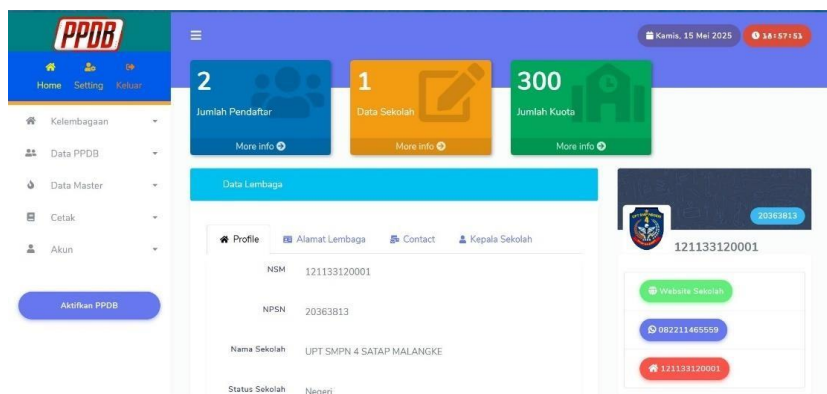 PPDB
Home Setting Keluar
Kelembagaan
Data PPDB
Data Master
Cetak
Akun
Aktifkan PPDB
Kamis, 15 Mei 2025 18:57:51
2
Jumlah Pendaftar
More info
1
Data Sekolah
More info
300
Jumlah Kuota
More info
Data Lembaga
Profile Alamat Lembaga Contact Kepala Sekolah
NSM 121133120001
NPSN 20363813
Nama Sekolah UPT SMPN 4 SATAP MALANGKE
Status Sekolah Negeri
20363813
121133120001
Website Sekolah
082211465559
121133120001